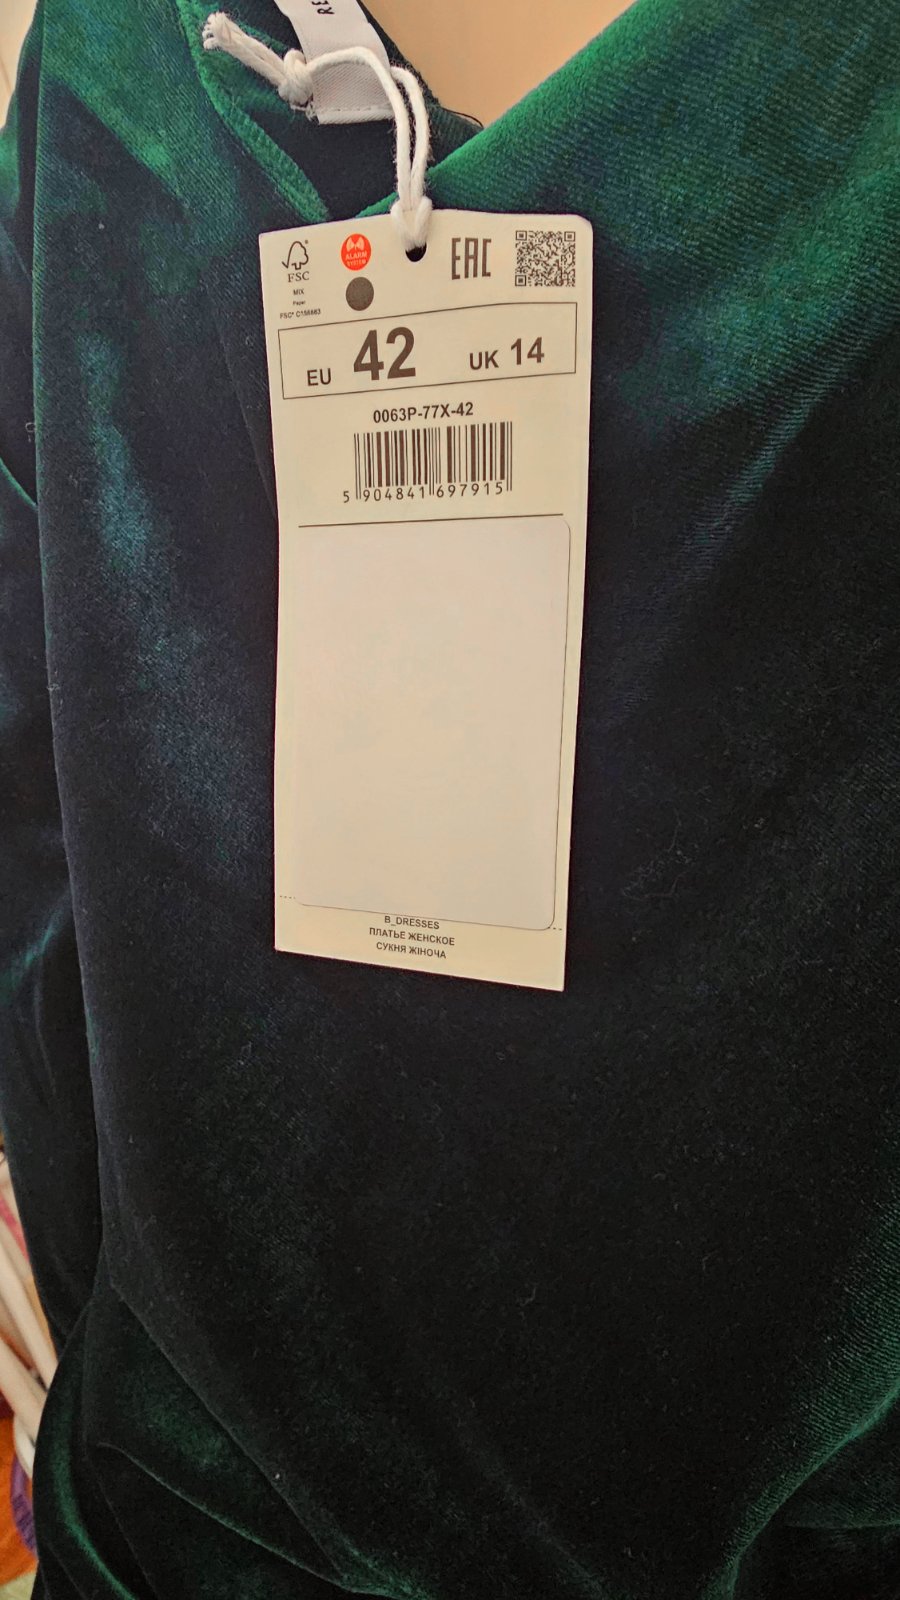 RE
FSC
MIX
Paper
FSC® C156863
ALARM
SYSTEM
EAC
EU 42 UK 14
0063P-77X-42
5 904841 697915
B_DRESSES
ПЛАТЬЕ ЖЕНСКОЕ
СУКНЯ ЖІНОЧА